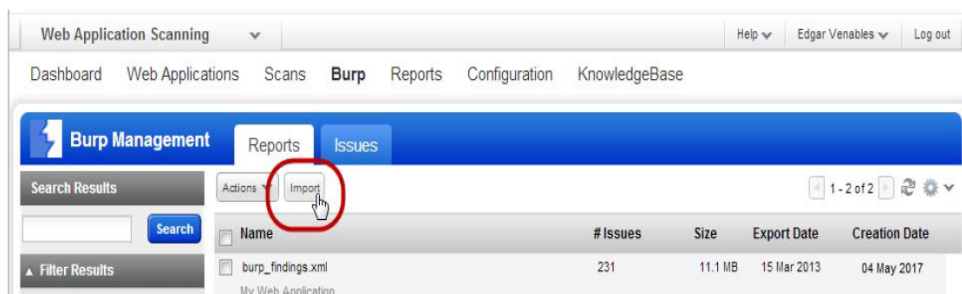 Web Application Scanning Help Edgar Venables Log out
Dashboard Web Applications Scans Burp Reports Configuration KnowledgeBase
Burp Management Reports Issues
Search Results Actions Import 1 - 2 of 2
Search Name # Issues Size Export Date Creation Date
Filter Results burp_findings.xml 231 11.1 MB 15 Mar 2013 04 May 2017
My Web Application